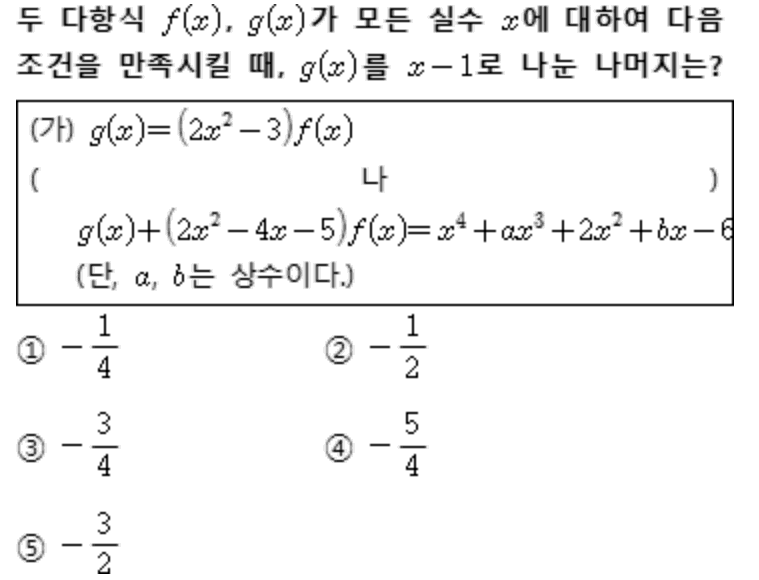 두 다항식 f(x), g(x)가 모든 실수 x에 대하여 다음
조건을 만족시킬 때, g(x)를 x−1로 나눈 나머지는?
(가) g(x)=(2x²−3)f(x)
( 나 )
g(x)+(2x²−4x−5)f(x)=x⁴+ax³+2x²+bx−6
(단, a, b는 상수이다.)
① −1/4 ② −1/2
③ −3/4 ④ −5/4
⑤ −3/2